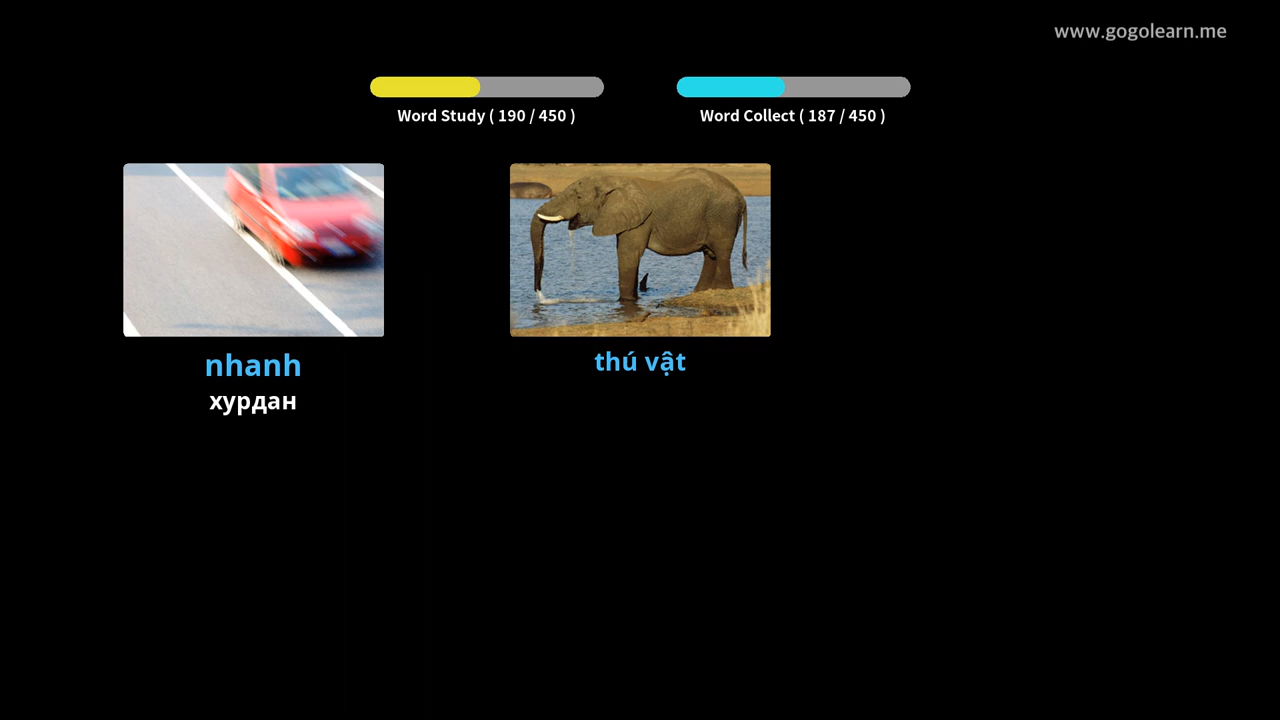 www.gogolearn.me
Word Study ( 190 / 450 )
Word Collect ( 187 / 450 )
nhanh
хурдан
thú vật